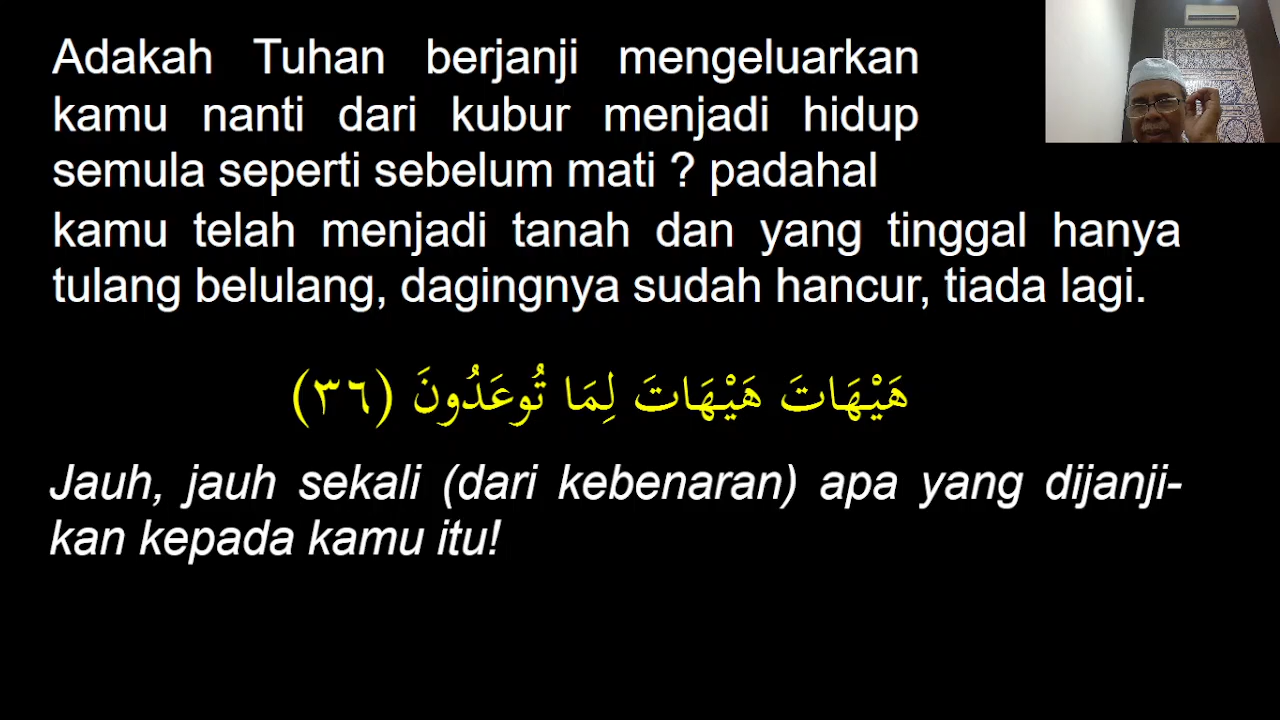 Adakah Tuhan berjanji mengeluarkan
kamu nanti dari kubur menjadi hidup
semula seperti sebelum mati ? padahal
kamu telah menjadi tanah dan yang tinggal hanya
tulang belulang, dagingnya sudah hancur, tiada lagi.
هَيْهَاتَ هَيْهَاتَ لِمَا تُوعَدُونَ (٣٦)
Jauh, jauh sekali (dari kebenaran) apa yang dijanji-
kan kepada kamu itu!